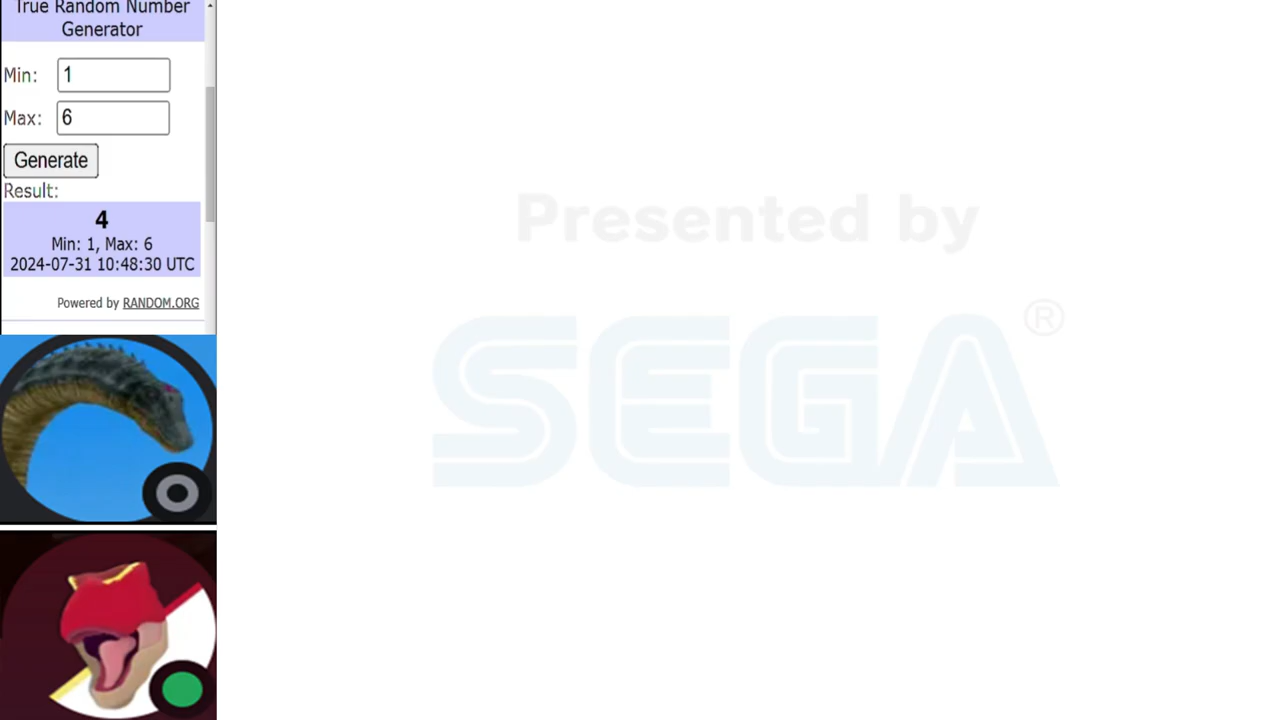 True Random Number
Generator
Min: 1
Max: 6
Generate
Result:
4
Min: 1, Max: 6
2024-07-31 10:48:30 UTC
Powered by RANDOM.ORG
Presented by
SEGA®